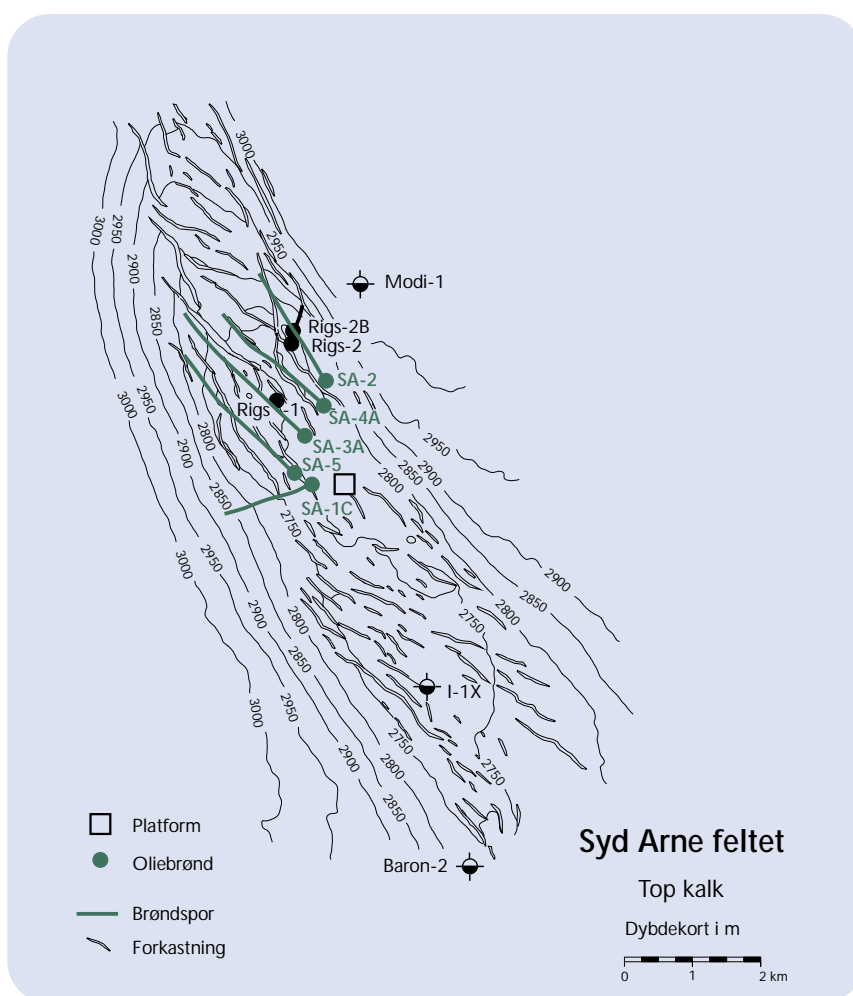 3000
2950
3000
2950
2900
2850
Modi-1
Rigs-2B
Rigs-2
SA-2
Rigs -1
SA-4A
SA-3A
SA-5
SA-1C
3000
2950
2900
2800
2850
2750
2950
2900
2850
2800
3000
2950
2900
2800
2850
2900
2850
2800
2750
I-1X
3000
2950
2900
2750
2800
2850
2750
Baron-2
Platform
Oliebrønd
Brøndspor
Forkastning
Syd Arne feltet
Top kalk
Dybdekort i m
0 1 2 km